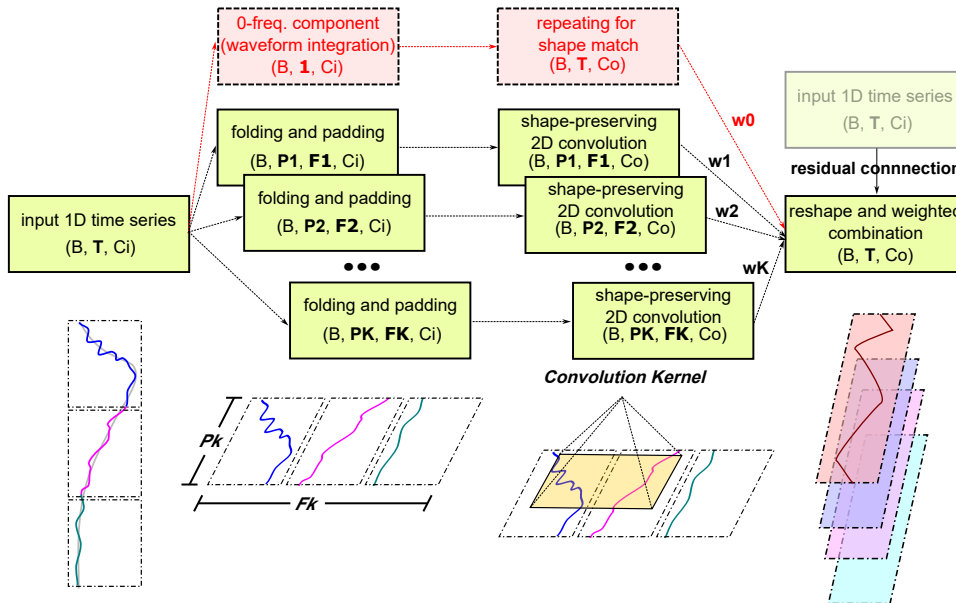 0-freq. component
(waveform integration)
(B, 1, Ci)
repeating for
shape match
(B, T, Co)
input 1D time series
(B, T, Ci)
w0
folding and padding
(B, P1, F1, Ci)
shape-preserving
2D convolution
(B, P1, F1, Co)
w1
residual connnection
input 1D time series
(B, T, Ci)
folding and padding
(B, P2, F2, Ci)
shape-preserving
2D convolution
(B, P2, F2, Co)
w2
reshape and weighted
combination
(B, T, Co)
•••
•••
wK
folding and padding
(B, PK, FK, Ci)
shape-preserving
2D convolution
(B, PK, FK, Co)
Convolution Kernel
Pk
Fk